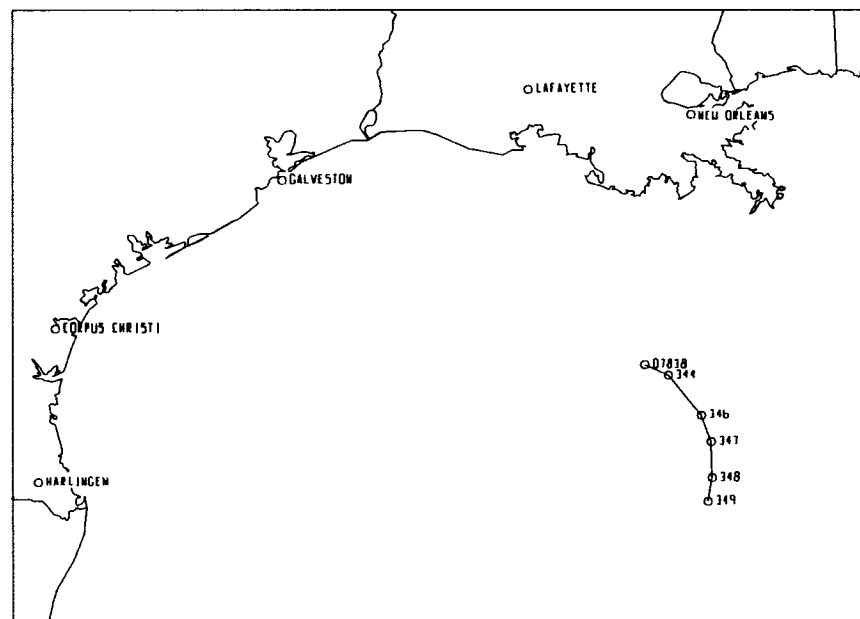 LAFAYETTE
NEW ORLEANS
GALVESTON
CORPUS CHRISTI
07838
344
346
347
348
349
HARLINGEN